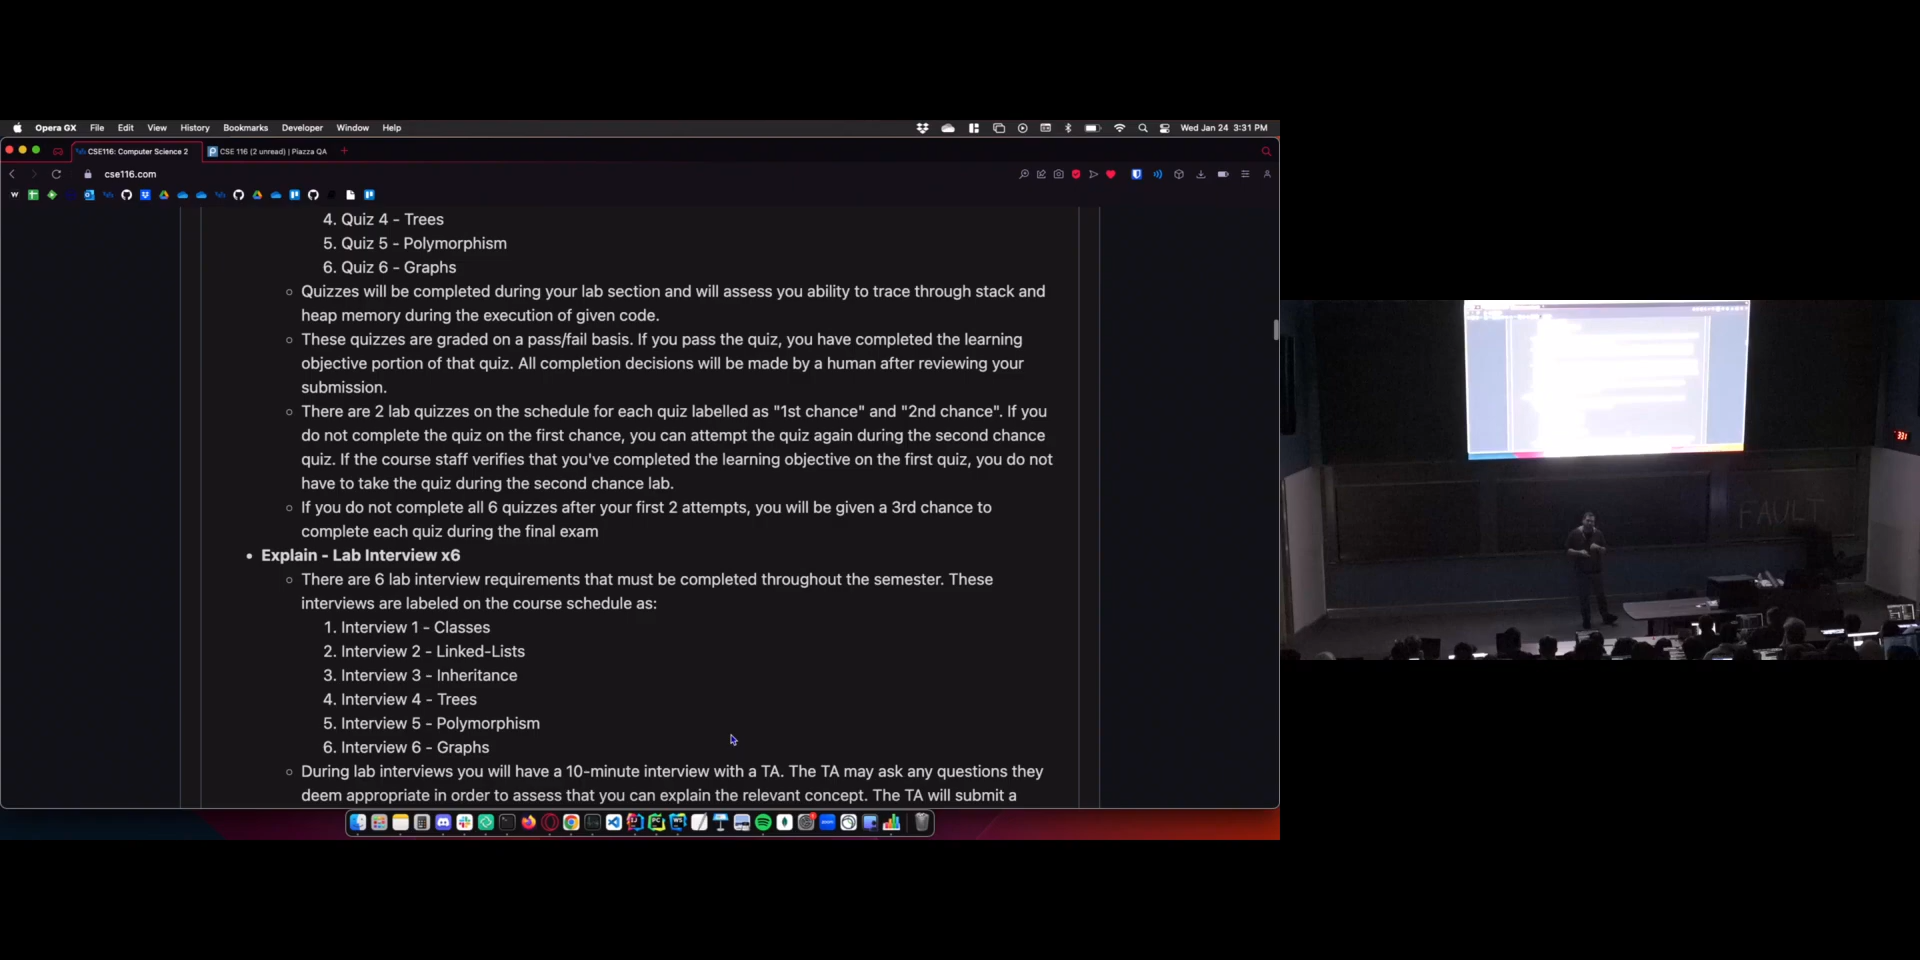 Opera GX File Edit View History Bookmarks Developer Window Help Wed Jan 24 3:31 PM
CSE116: Computer Science 2 CSE 116 (2 unread) | Piazza QA
cse116.com
4. Quiz 4 - Trees
5. Quiz 5 - Polymorphism
6. Quiz 6 - Graphs
Quizzes will be completed during your lab section and will assess you ability to trace through stack and
heap memory during the execution of given code.
These quizzes are graded on a pass/fail basis. If you pass the quiz, you have completed the learning
objective portion of that quiz. All completion decisions will be made by a human after reviewing your
submission.
There are 2 lab quizzes on the schedule for each quiz labelled as "1st chance" and "2nd chance". If you
do not complete the quiz on the first chance, you can attempt the quiz again during the second chance
quiz. If the course staff verifies that you've completed the learning objective on the first quiz, you do not
have to take the quiz during the second chance lab.
If you do not complete all 6 quizzes after your first 2 attempts, you will be given a 3rd chance to
complete each quiz during the final exam
Explain - Lab Interview x6
There are 6 lab interview requirements that must be completed throughout the semester. These
interviews are labeled on the course schedule as:
1. Interview 1 - Classes
2. Interview 2 - Linked-Lists
3. Interview 3 - Inheritance
4. Interview 4 - Trees
5. Interview 5 - Polymorphism
6. Interview 6 - Graphs
During lab interviews you will have a 10-minute interview with a TA. The TA may ask any questions they
deem appropriate in order to assess that you can explain the relevant concept. The TA will submit a
331
FAULT